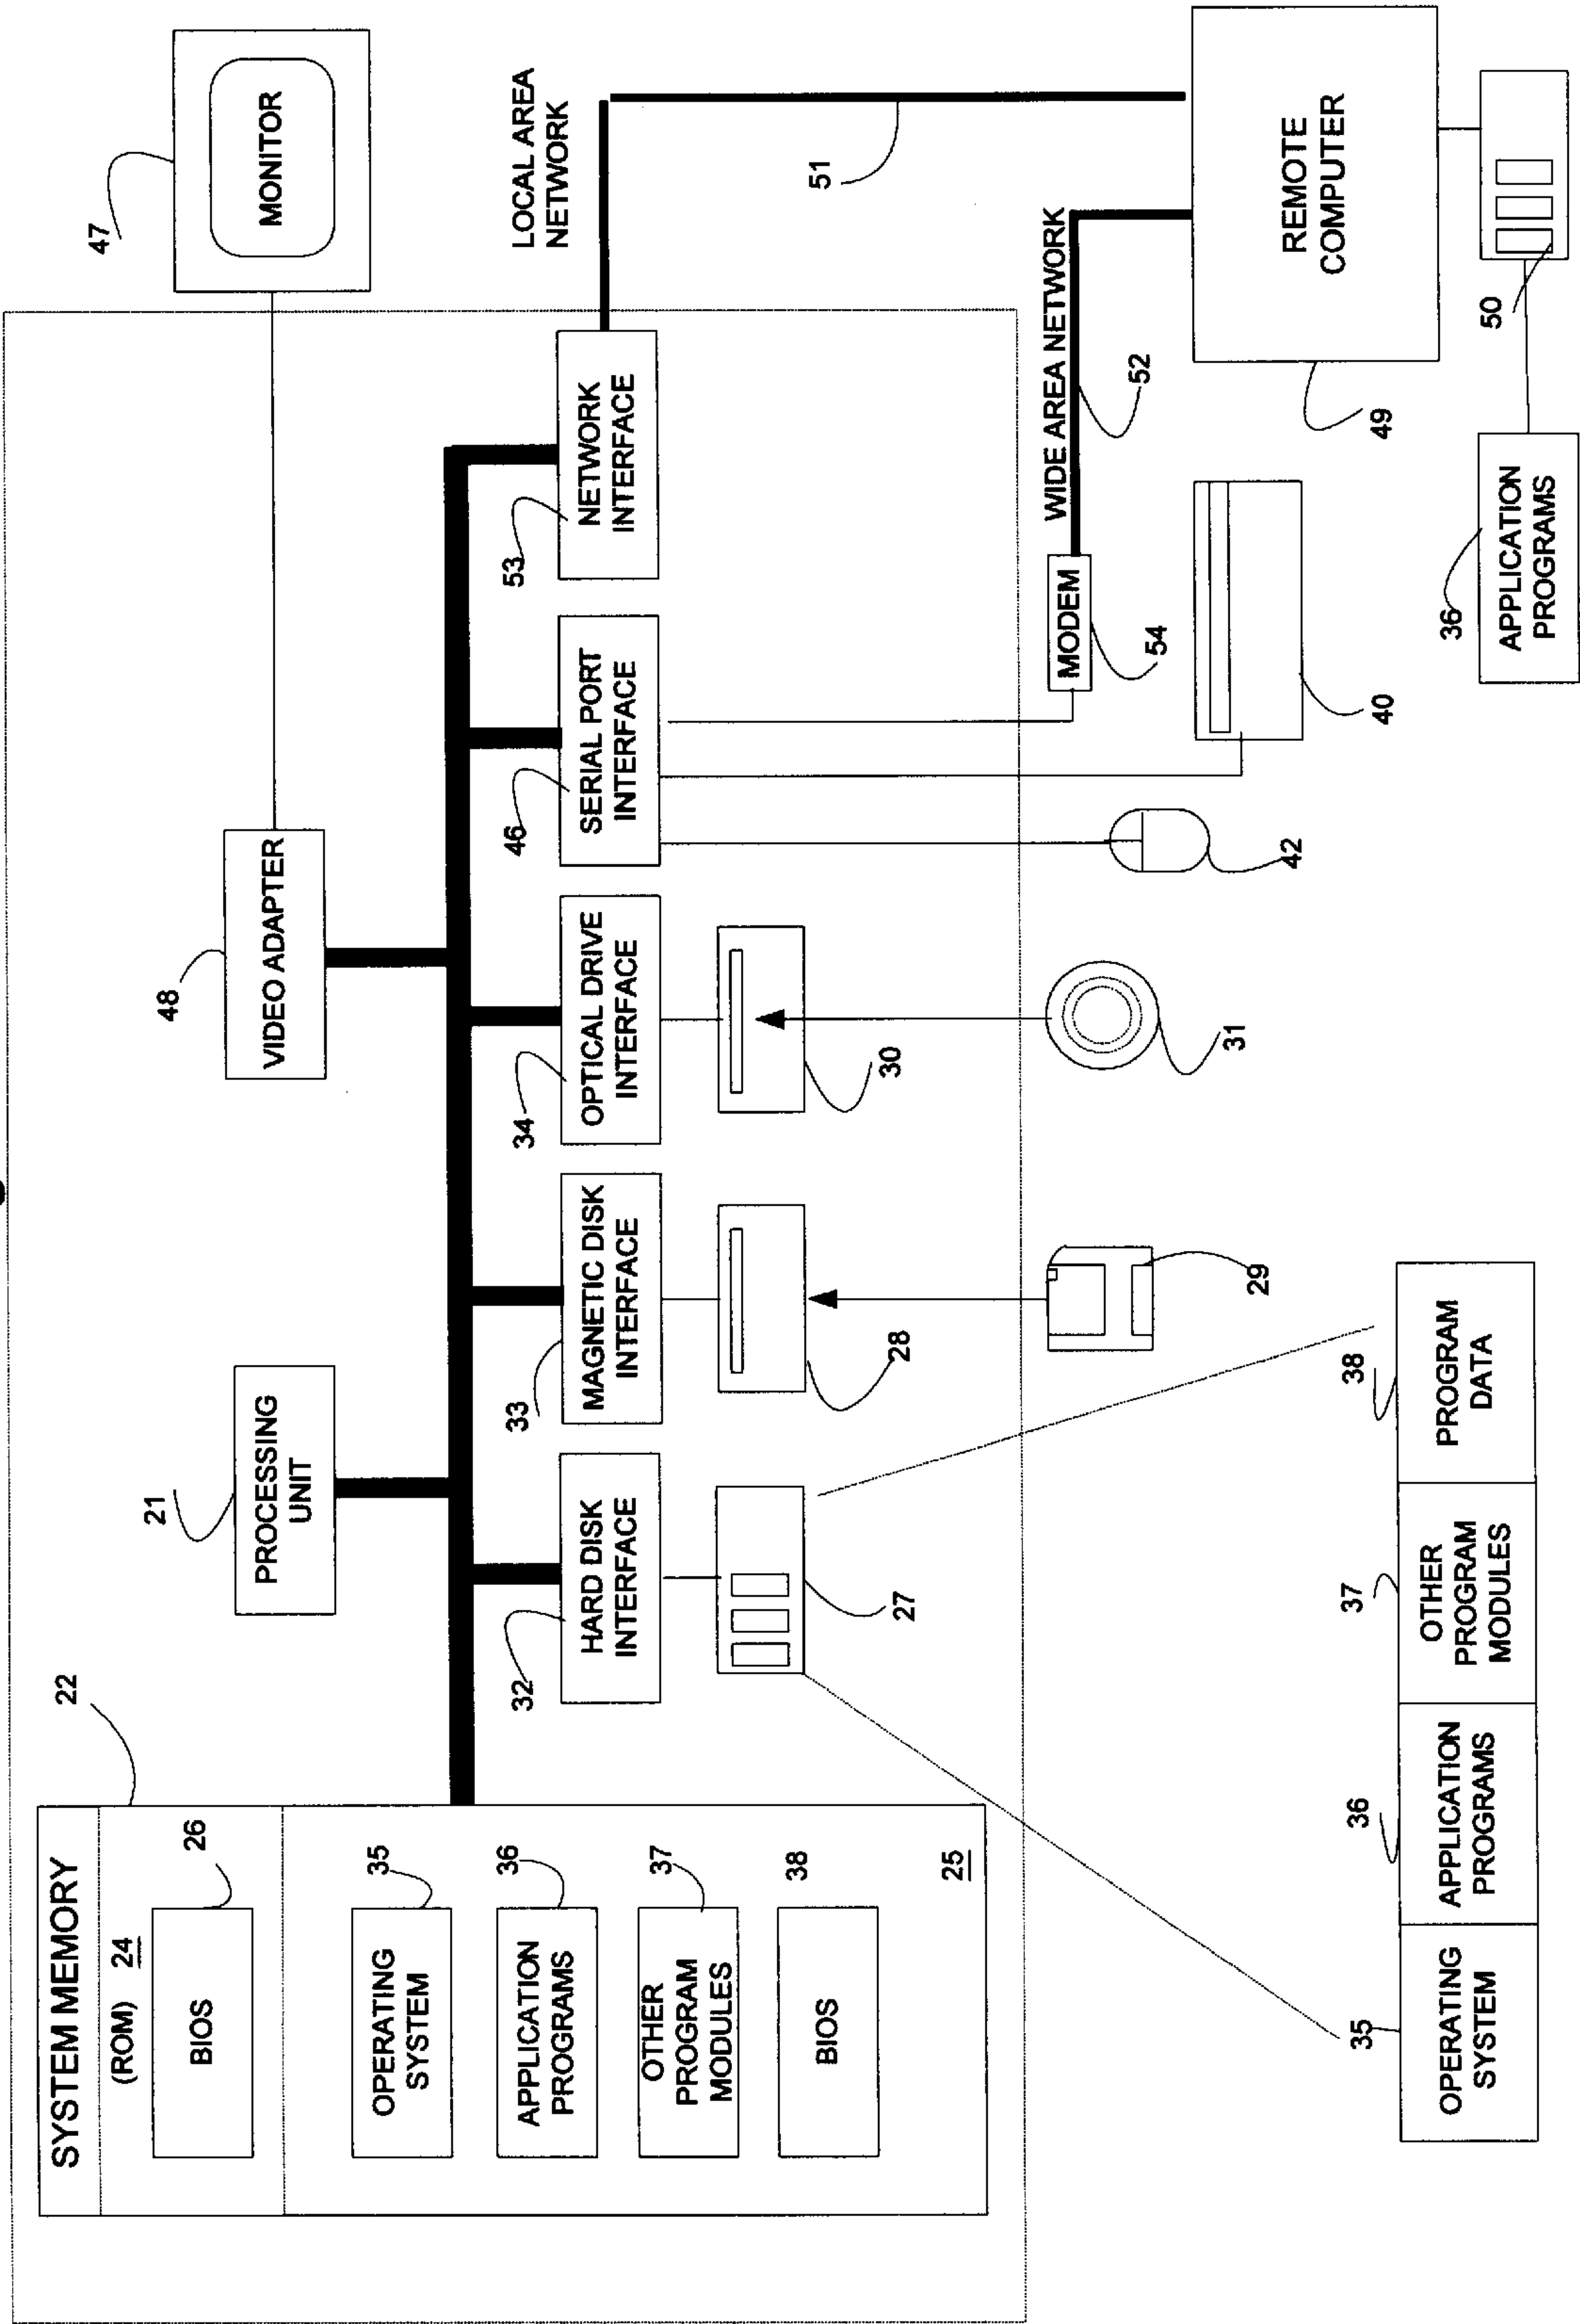 SYSTEM MEMORY
22
(ROM) 24
26
BIOS
35
OPERATING
SYSTEM
36
APPLICATION
PROGRAMS
37
OTHER
PROGRAM
MODULES
38
BIOS
25
21
PROCESSING
UNIT
48
VIDEO ADAPTER
47
MONITOR
32
HARD DISK
INTERFACE
33
MAGNETIC DISK
INTERFACE
34
OPTICAL DRIVE
INTERFACE
46
SERIAL PORT
INTERFACE
53
NETWORK
INTERFACE
LOCAL AREA
NETWORK
27
28
30
51
29
31
42
MODEM
54
WIDE AREA NETWORK
52
40
REMOTE
COMPUTER
49
50
35
OPERATING
SYSTEM
36
APPLICATION
PROGRAMS
37
OTHER
PROGRAM
MODULES
38
PROGRAM
DATA
36
APPLICATION
PROGRAMS